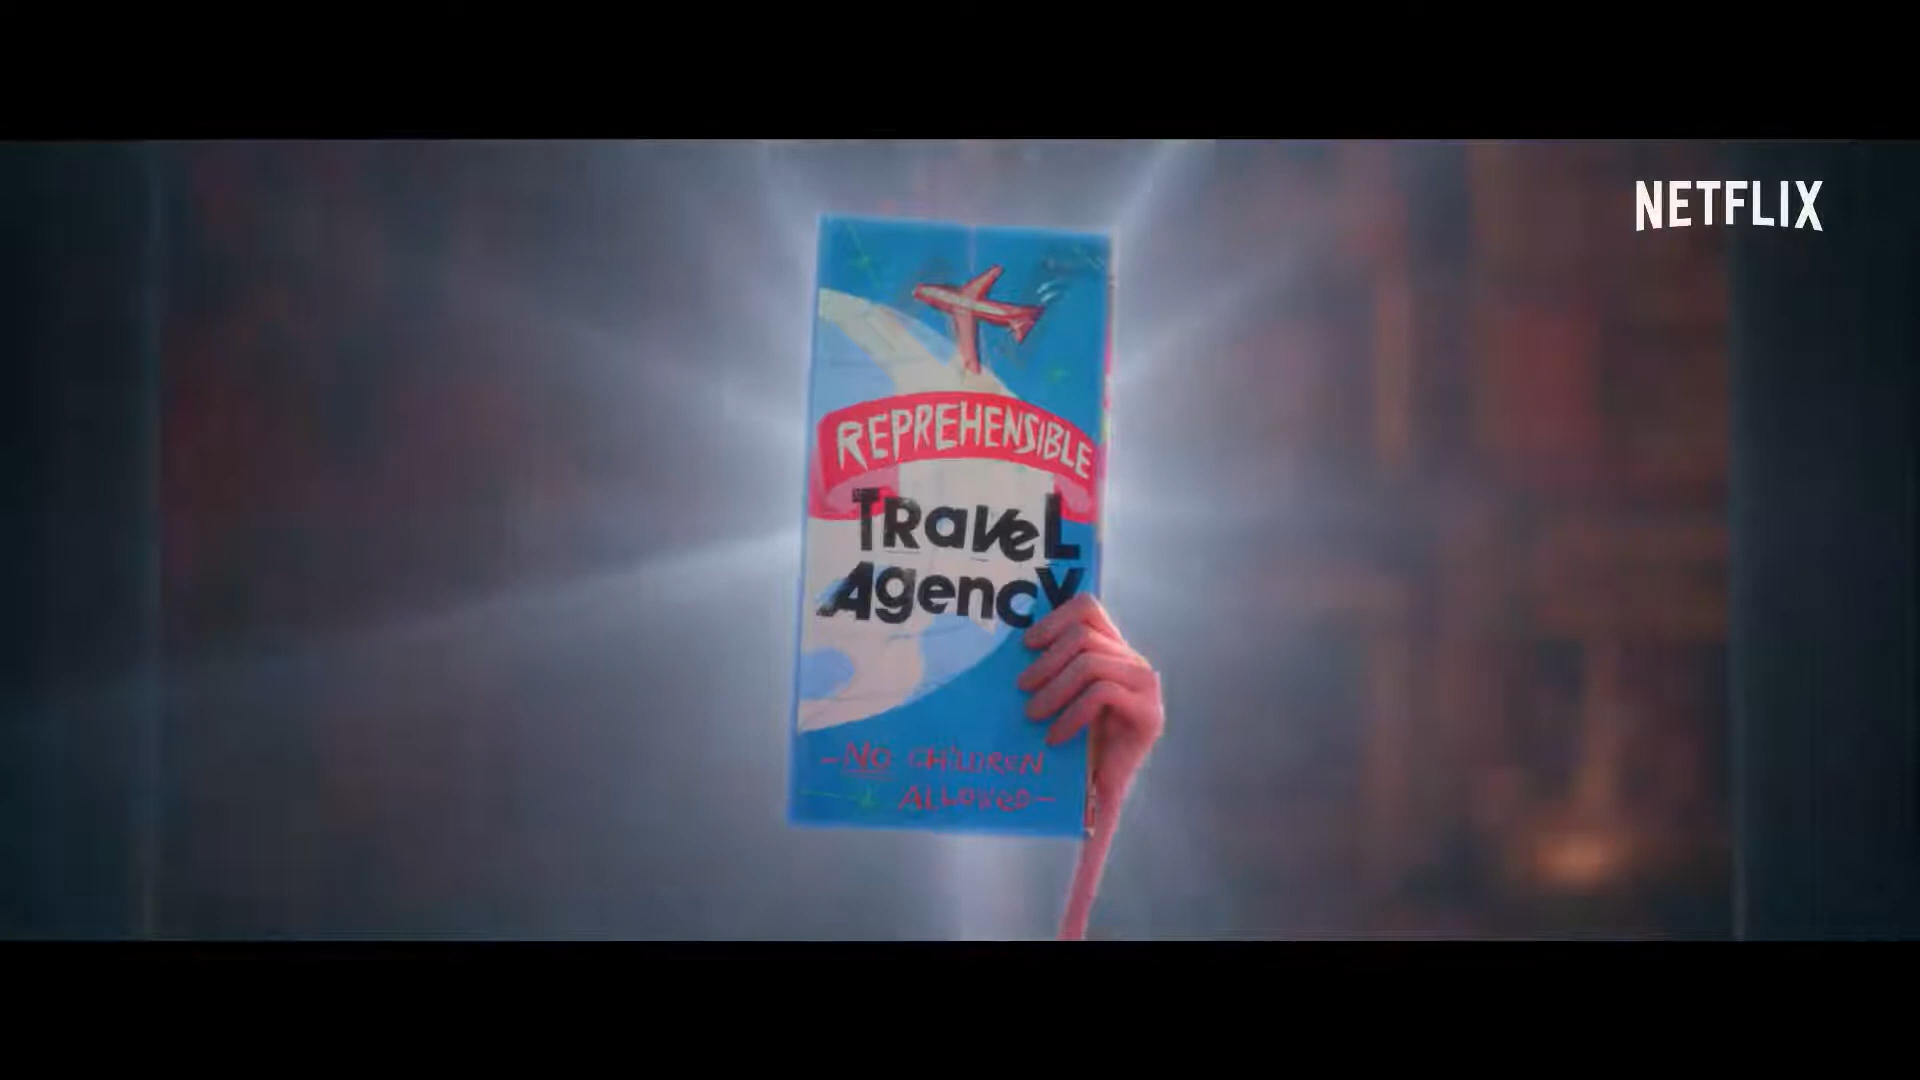 NETFLIX
REPREHENSIBLE
TRaveL
Agency
-NO CHILDREN
ALLOWeD-